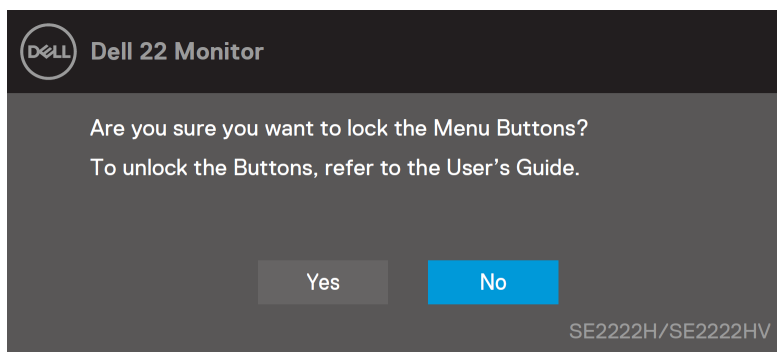 DELL Dell 22 Monitor
Are you sure you want to lock the Menu Buttons?
To unlock the Buttons, refer to the User’s Guide.
Yes No
SE2222H/SE2222HV